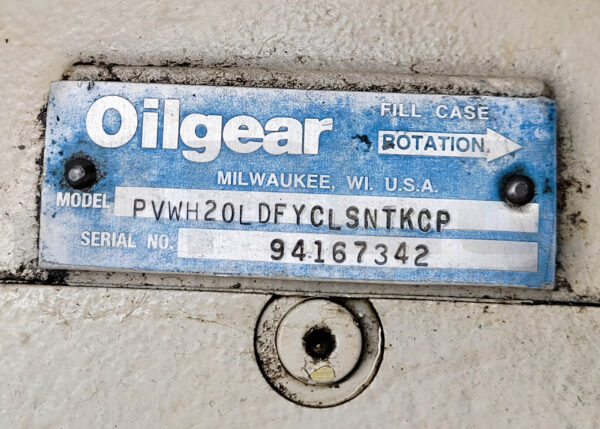 Oilgear
FILL CASE
ROTATION
MILWAUKEE, WI. U.S.A.
MODEL PVWH20LDFYCLSNTKCP
SERIAL NO. 94167342